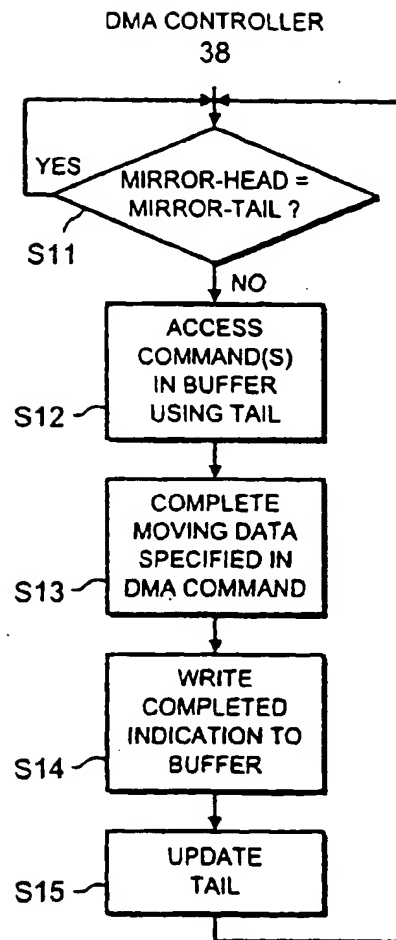 DMA CONTROLLER
38
YES
MIRROR-HEAD =
MIRROR-TAIL ?
S11
NO
ACCESS
COMMAND(S)
IN BUFFER
USING TAIL
S12
COMPLETE
MOVING DATA
SPECIFIED IN
DMA COMMAND
S13
WRITE
COMPLETED
INDICATION TO
BUFFER
S14
UPDATE
TAIL
S15